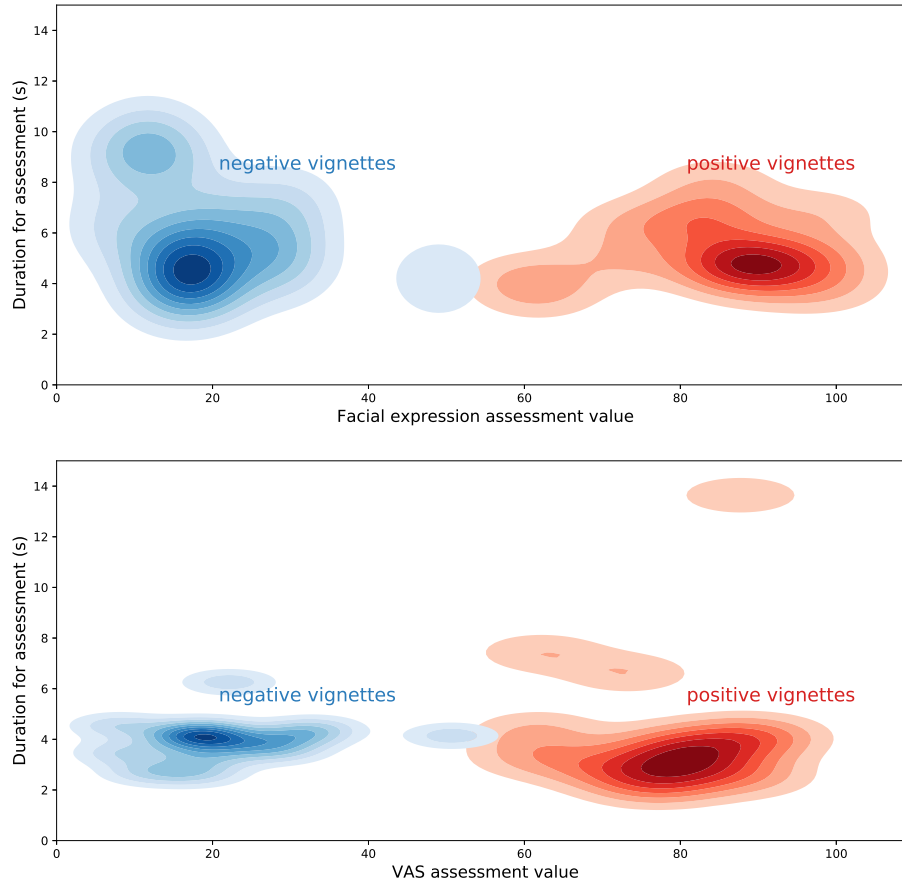 14
12
10
8
6
4
2
0
Duration for assessment (s)
negative vignettes
positive vignettes
0 20 40 60 80 100
Facial expression assessment value
14
12
10
8
6
4
2
0
Duration for assessment (s)
negative vignettes
positive vignettes
0 20 40 60 80 100
VAS assessment value